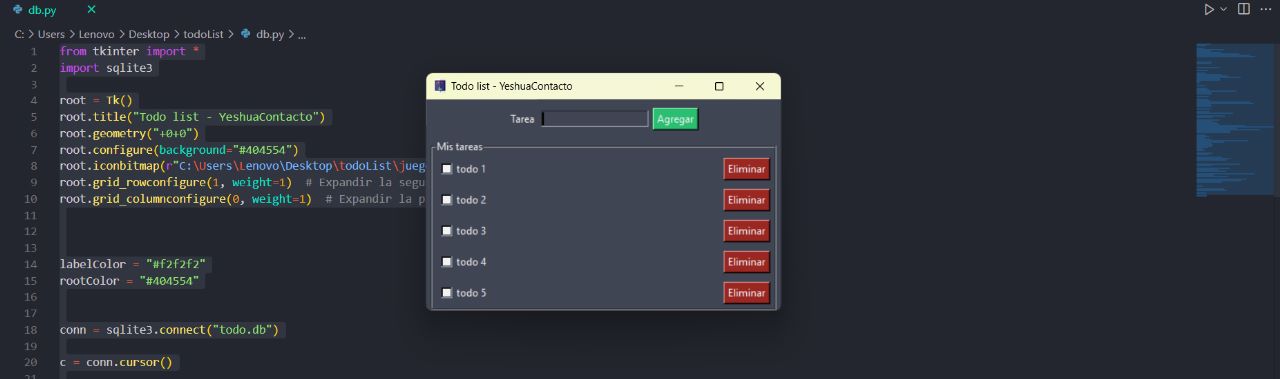 db.py
C: > Users > Lenovo > Desktop > todoList > db.py > ...
1 from tkinter import *
2 import sqlite3
3
4 root = Tk()
5 root.title("Todo list - YeshuaContacto")
6 root.geometry("+0+0")
7 root.configure(background="#404554")
8 root.iconbitmap(r"C:\Users\Lenovo\Desktop\todoList\jueg
9 root.grid_rowconfigure(1, weight=1) # Expandir la segu
10 root.grid_columnconfigure(0, weight=1) # Expandir la p
11
12
13
14 labelColor = "#f2f2f2"
15 rootColor = "#404554"
16
17
18 conn = sqlite3.connect("todo.db")
19
20 c = conn.cursor()
21
Todo list - YeshuaContacto
Tarea Agregar
Mis tareas
todo 1 Eliminar
todo 2 Eliminar
todo 3 Eliminar
todo 4 Eliminar
todo 5 Eliminar